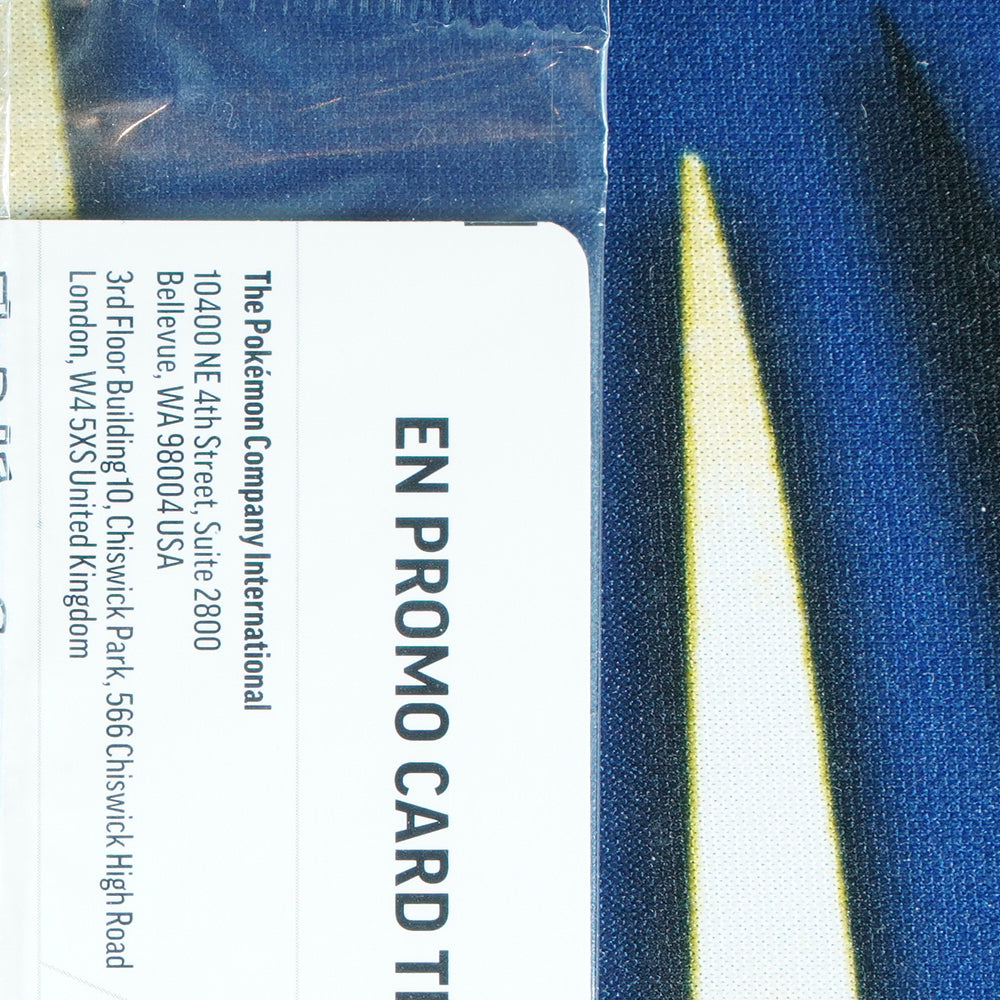 EN PROMO CARD
The Pokémon Company International
10400 NE 4th Street, Suite 2800
Bellevue, WA 98004 USA
3rd Floor Building 10, Chiswick Park, 566 Chiswick High Road
London, W4 5XS United Kingdom